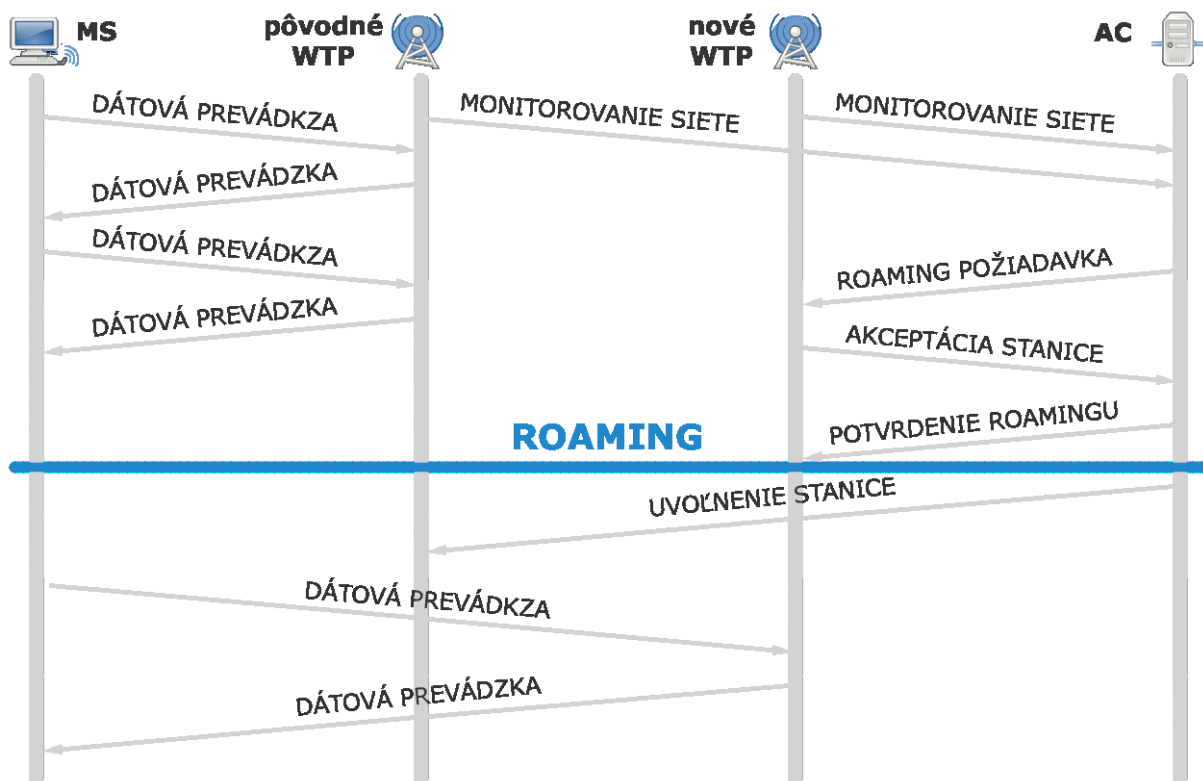 MS
pôvodné
WTP
nové
WTP
AC
DÁTOVÁ PREVÁDKZA
MONITOROVANIE SIETE
MONITOROVANIE SIETE
DÁTOVÁ PREVÁDZKA
DÁTOVÁ PREVÁDKZA
ROAMING POŽIADAVKA
DÁTOVÁ PREVÁDZKA
AKCEPTÁCIA STANICE
POTVRDENIE ROAMINGU
ROAMING
UVOĽNENIE STANICE
DÁTOVÁ PREVÁDKZA
DÁTOVÁ PREVÁDZKA